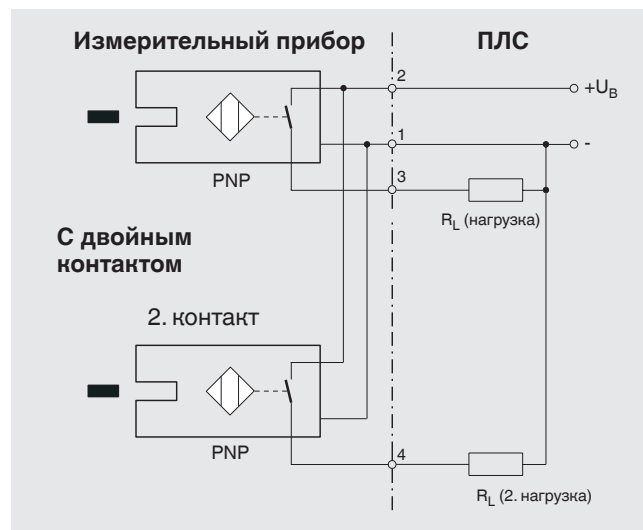 Измерительный прибор
ПЛС
2
+U_B
1
-
PNP
3
R_L (нагрузка)
С двойным
контактом
2. контакт
PNP
4
R_L (2. нагрузка)